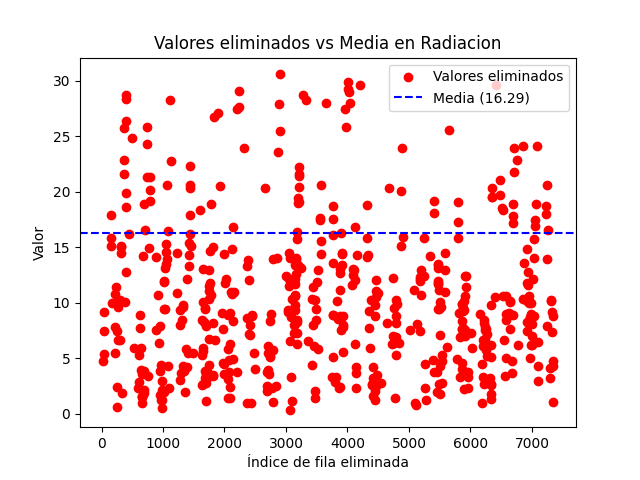 Valores eliminados vs Media en Radiacion
Valores eliminados
Media (16.29)
Valor
30
25
20
15
10
5
0
0 1000 2000 3000 4000 5000 6000 7000
Índice de fila eliminada